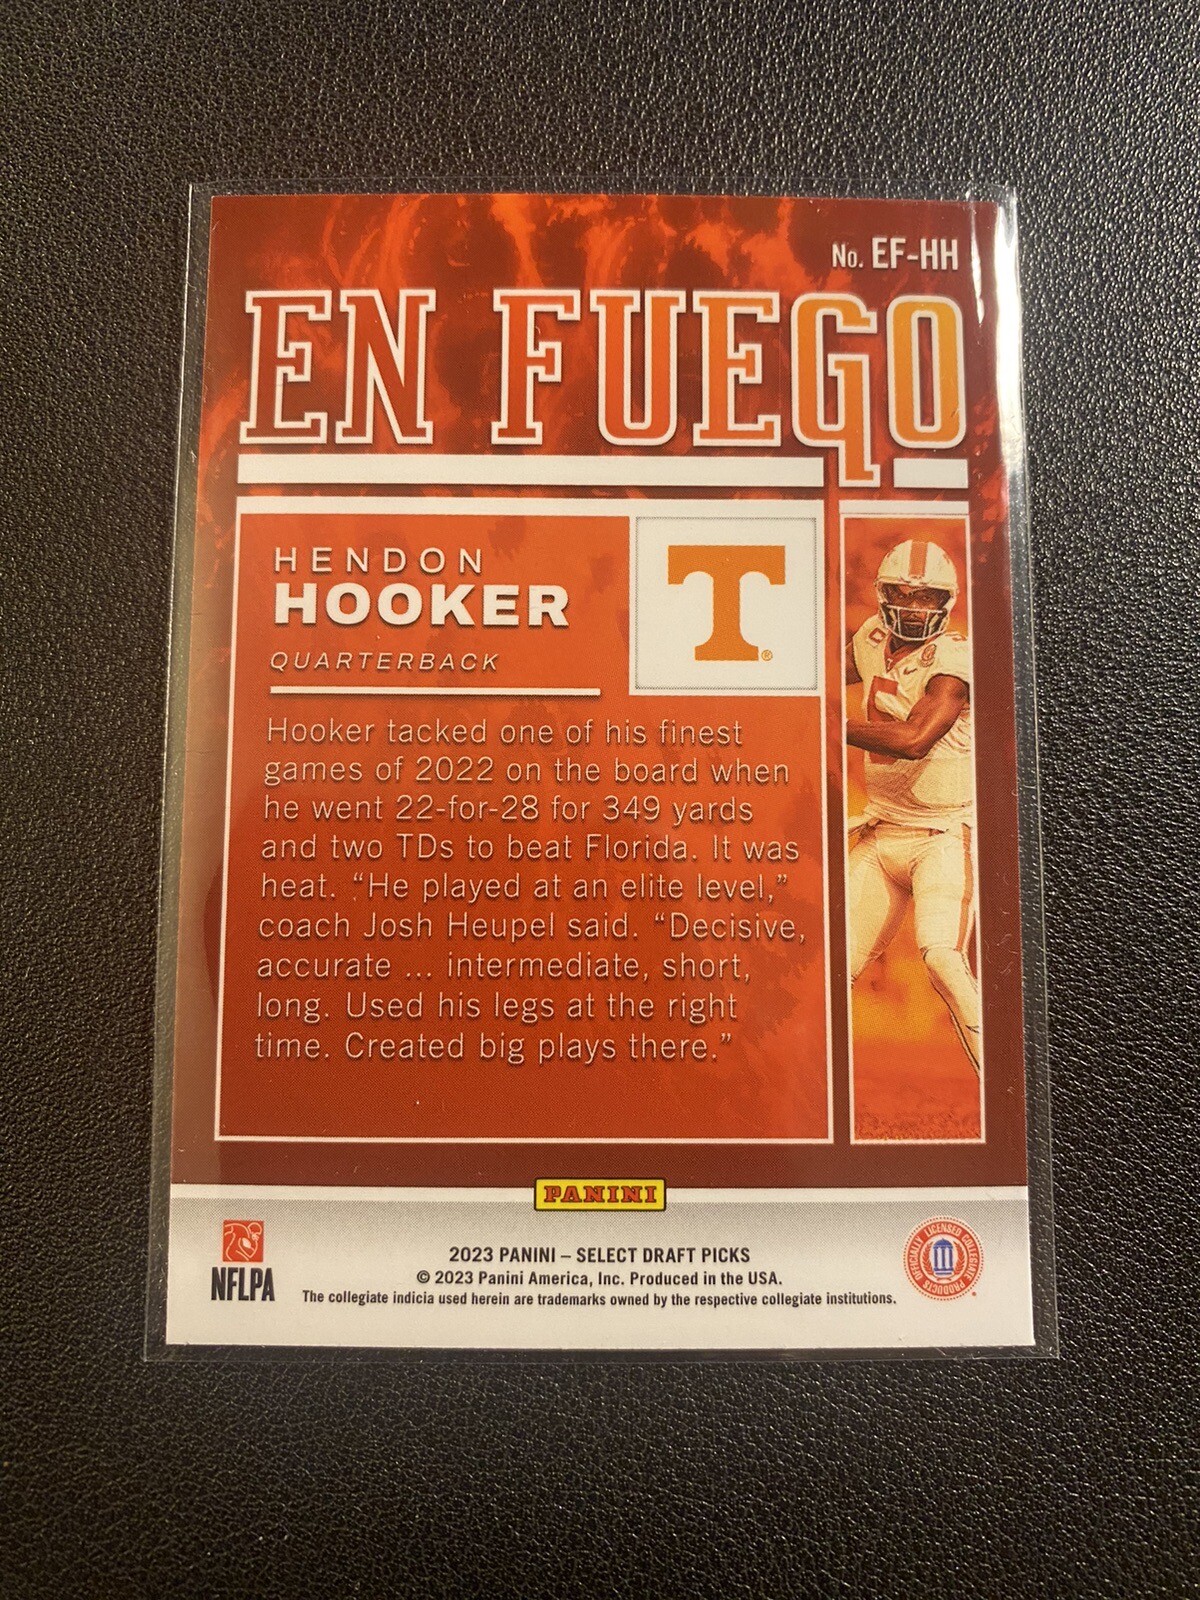 No. EF-HH
EN FUEGO
HENDON
HOOKER
QUARTERBACK
T®
Hooker tacked one of his finest
games of 2022 on the board when
he went 22-for-28 for 349 yards
and two TDs to beat Florida. It was
heat. “He played at an elite level,”
coach Josh Heupel said. “Decisive,
accurate ... intermediate, short,
long. Used his legs at the right
time. Created big plays there.”
PANINI
NFLPA
2023 PANINI – SELECT DRAFT PICKS
© 2023 Panini America, Inc. Produced in the USA.
The collegiate indicia used herein are trademarks owned by the respective collegiate institutions.
OFFICIALLY LICENSED COLLEGIATE PRODUCTS